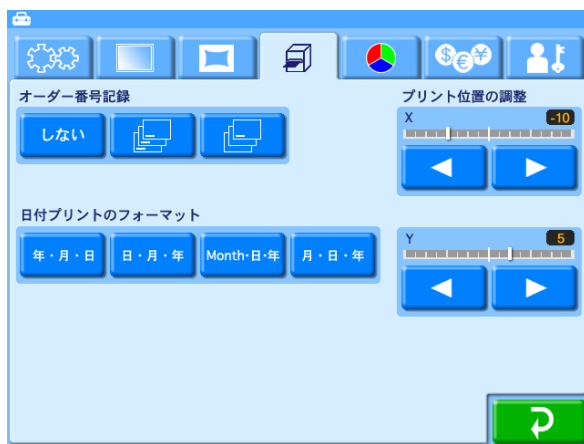 $ € ¥
オーダー番号記録
プリント位置の調整
しない
X -10
日付プリントのフォーマット
年・月・日 日・月・年 Month・日・年 月・日・年
Y 5